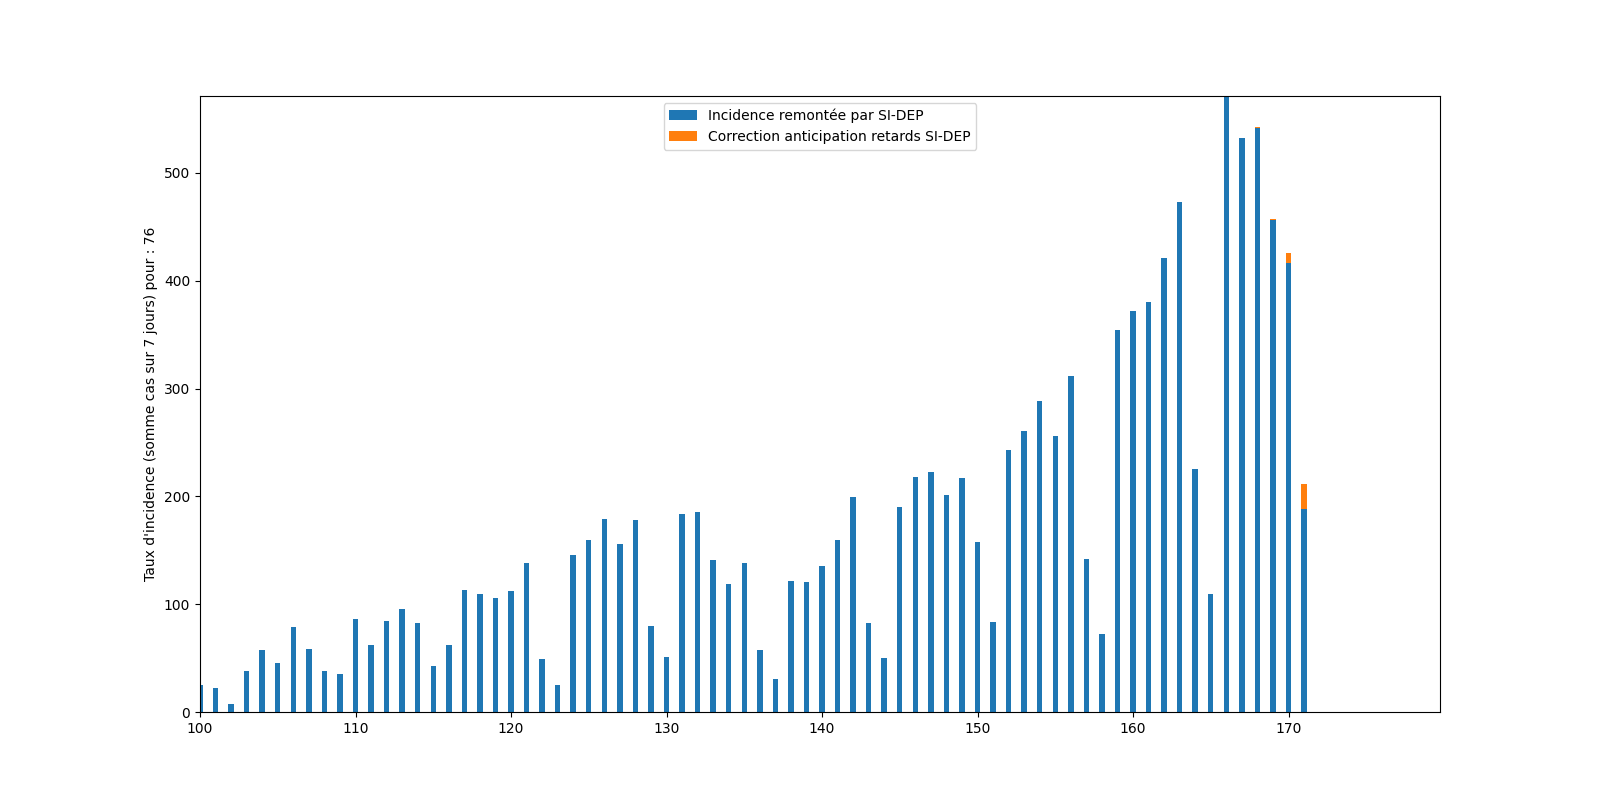 Incidence remontée par SI-DEP
Correction anticipation retards SI-DEP
Taux d'incidence (somme cas sur 7 jours) pour : 76
500
400
300
200
100
0
100 110 120 130 140 150 160 170